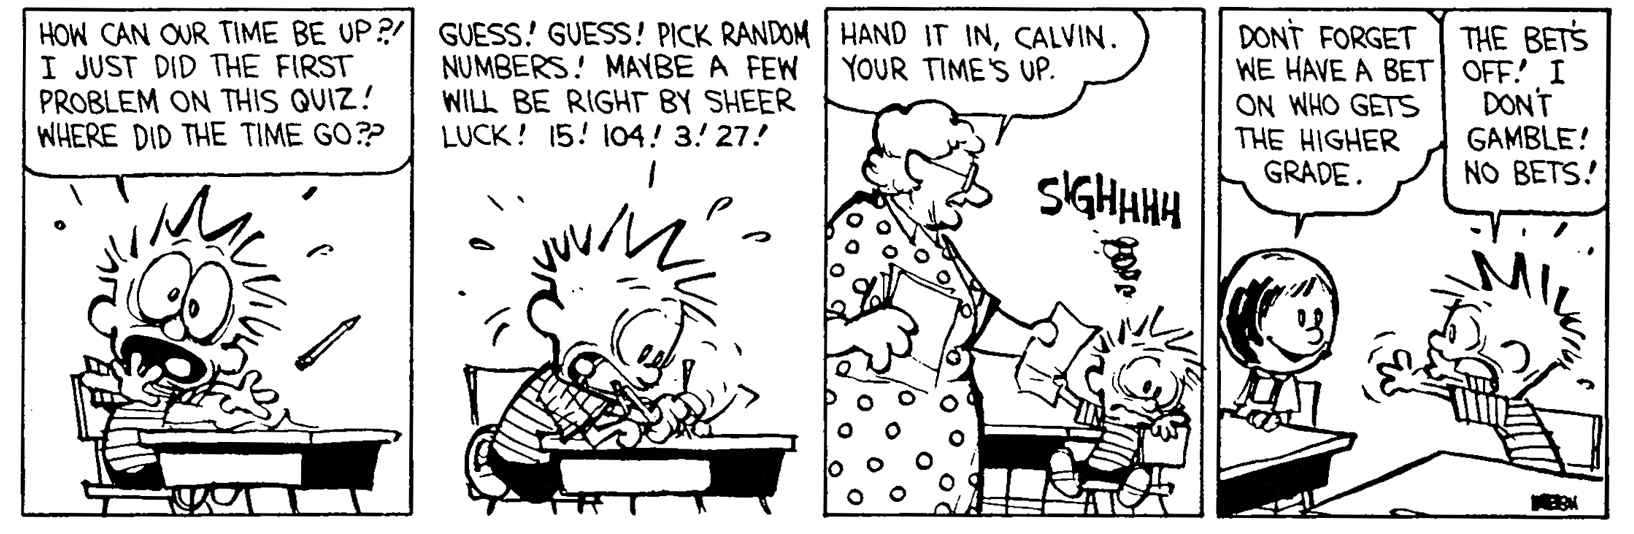 HOW CAN OUR TIME BE UP?!
I JUST DID THE FIRST
PROBLEM ON THIS QUIZ!
WHERE DID THE TIME GO??
GUESS! GUESS! PICK RANDOM
NUMBERS! MAYBE A FEW
WILL BE RIGHT BY SHEER
LUCK! 15! 104! 3! 27!
HAND IT IN, CALVIN.
YOUR TIME'S UP.
SIGHHHH
DON'T FORGET
WE HAVE A BET
ON WHO GETS
THE HIGHER
GRADE.
THE BET'S
OFF! I
DON'T
GAMBLE!
NO BETS!